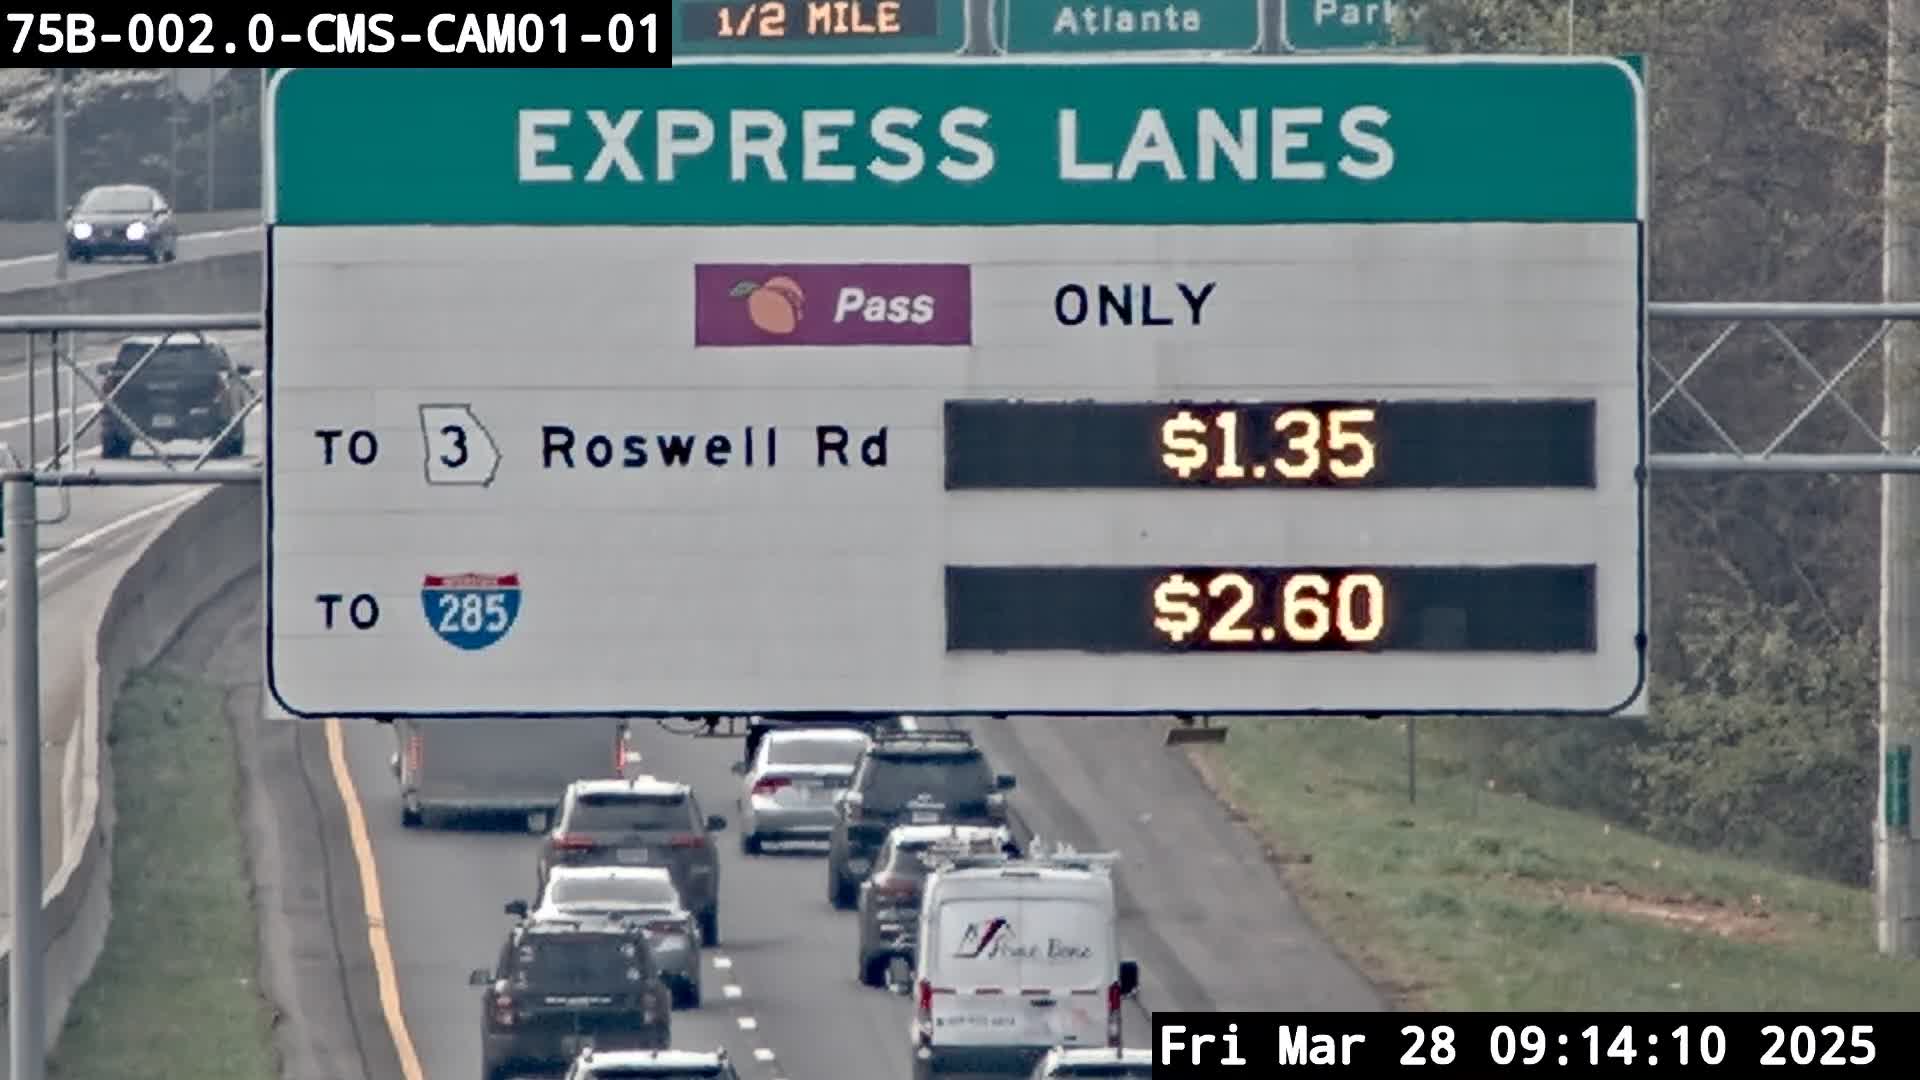 75B-002.0-CMS-CAM01-01
1/2 MILE
Atlanta
EXPRESS LANES
Pass ONLY
TO 3 Roswell Rd $1.35
TO 285 $2.60
Fri Mar 28 09:14:10 2025